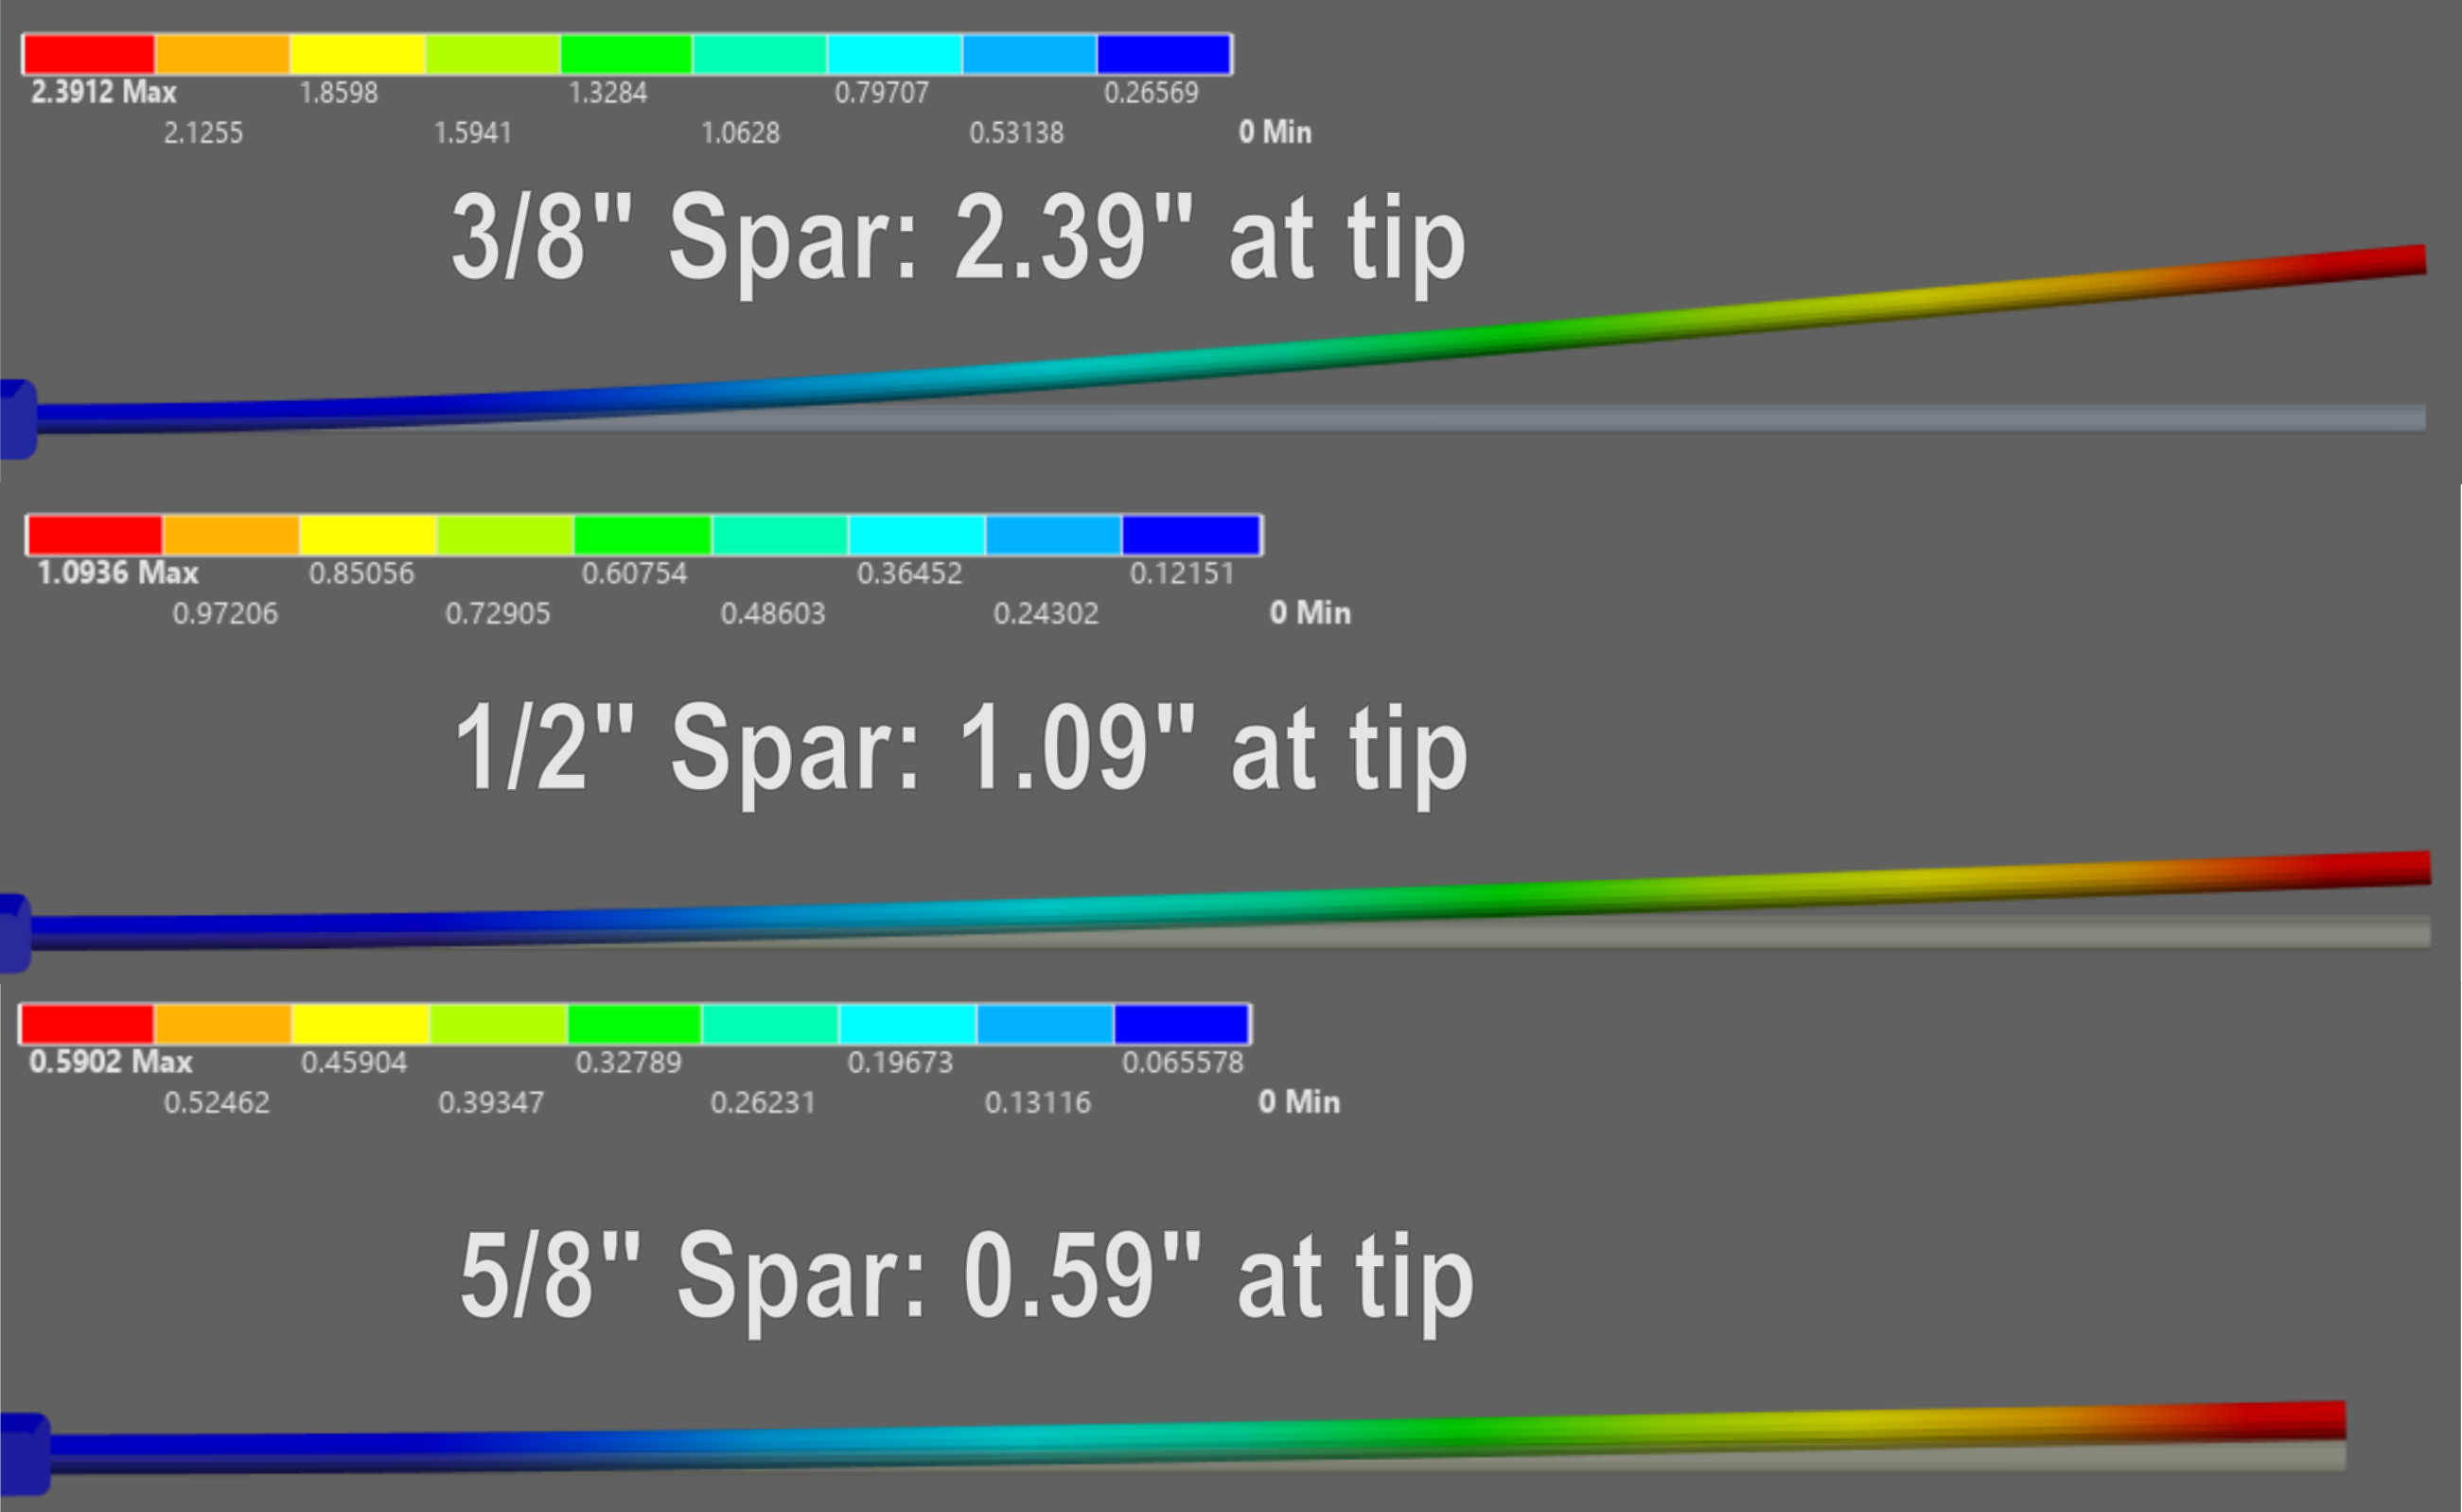 2.3912 Max 1.8598 1.3284 0.79707 0.26569
2.1255 1.5941 1.0628 0.53138 0 Min
3/8" Spar: 2.39" at tip
1.0936 Max 0.85056 0.60754 0.36452 0.12151
0.97206 0.72905 0.48603 0.24302 0 Min
1/2" Spar: 1.09" at tip
0.5902 Max 0.45904 0.32789 0.19673 0.065578
0.52462 0.39347 0.26231 0.13116 0 Min
5/8" Spar: 0.59" at tip